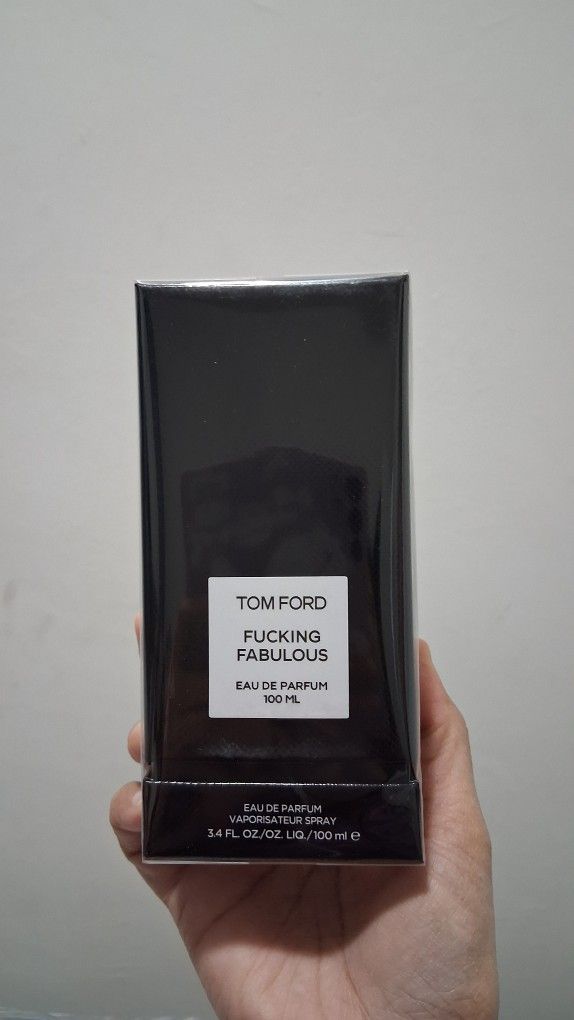 TOM FORD
FUCKING
FABULOUS
EAU DE PARFUM
100 ML
EAU DE PARFUM
VAPORISATEUR SPRAY
3.4 FL. OZ./OZ. LIQ./100 ml ℮